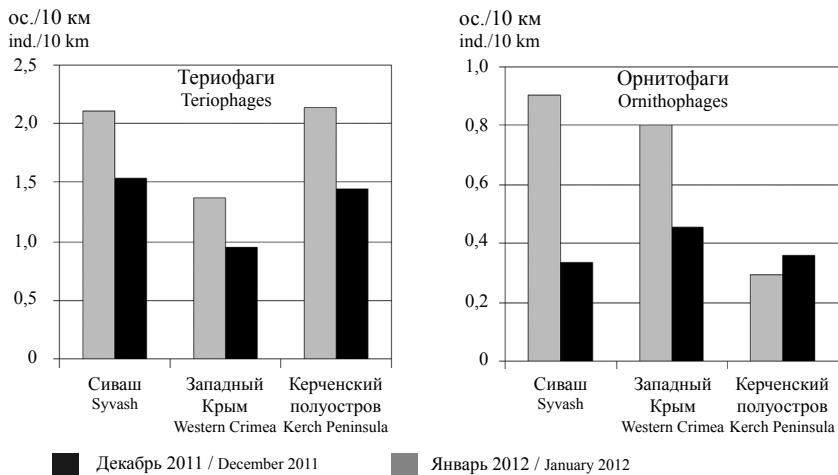 ос./10 км
ind./10 km
Териофаги
Teriophages
2,5
2,0
1,5
1,0
0,5
0
Сиваш
Syvash
Западный
Крым
Western Crimea
Керченский
полуостров
Kerch Peninsula
ос./10 км
ind./10 km
Орнитофаги
Ornithophages
1,0
0,8
0,6
0,4
0,2
0
Сиваш
Syvash
Западный
Крым
Western Crimea
Керченский
полуостров
Kerch Peninsula
Декабрь 2011 / December 2011
Январь 2012 / January 2012